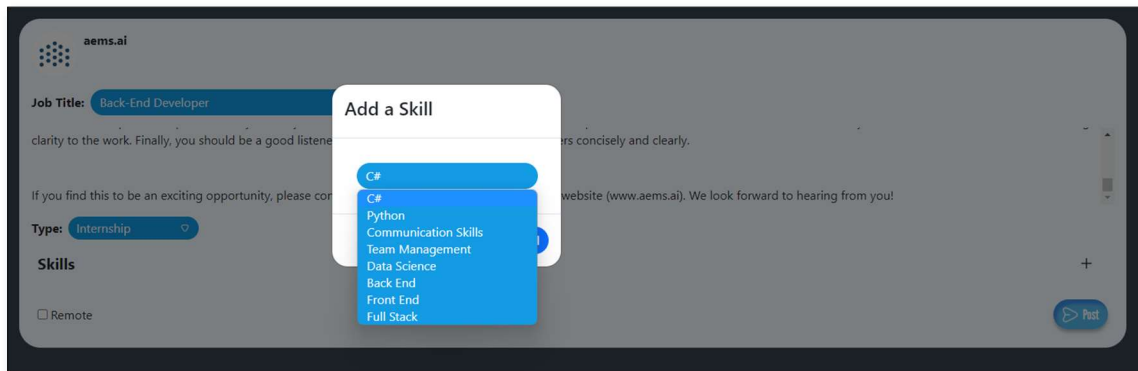 aems.ai
Job Title: Back-End Developer
Add a Skill
clarity to the work. Finally, you should be a good listene
ers concisely and clearly.
C#
If you find this to be an exciting opportunity, please cor
website (www.aems.ai). We look forward to hearing from you!
C#
Python
Communication Skills
Team Management
Data Science
Back End
Front End
Full Stack
Type: Internship
Skills
+
Remote
Post